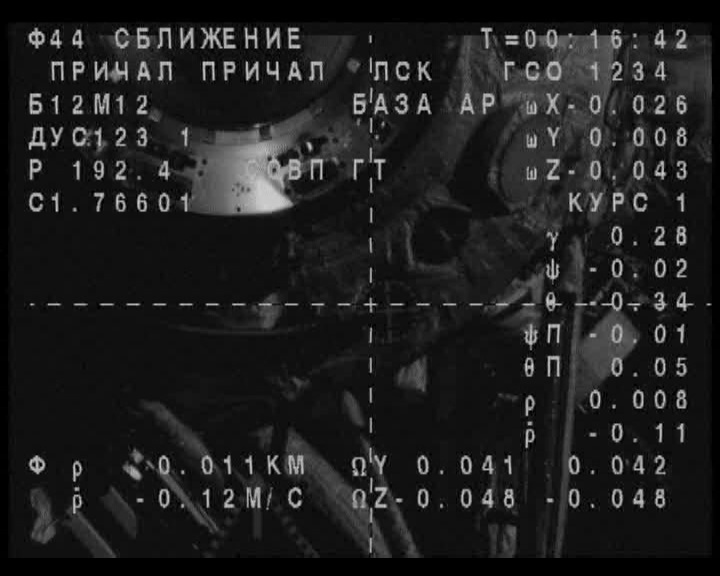 Ф44 СБЛИЖЕНИЕ Т=00:16:42
ПРИЧАЛ ПРИЧАЛ ЛСК ГСО 1234
Б12М12 БАЗА АР ωX-0.026
ДУС123 1 ωY 0.008
Р 192.4 СОВП ГТ ωZ-0.043
С1.76601 КУРС 1
γ 0.28
ψ -0.02
θ -0.34
ψП -0.01
θП 0.05
ρ 0.008
ρ̇ -0.11
Ф ρ 0.011КМ ΩY 0.041 0.042
ρ̇ -0.12М/С ΩZ-0.048 -0.048